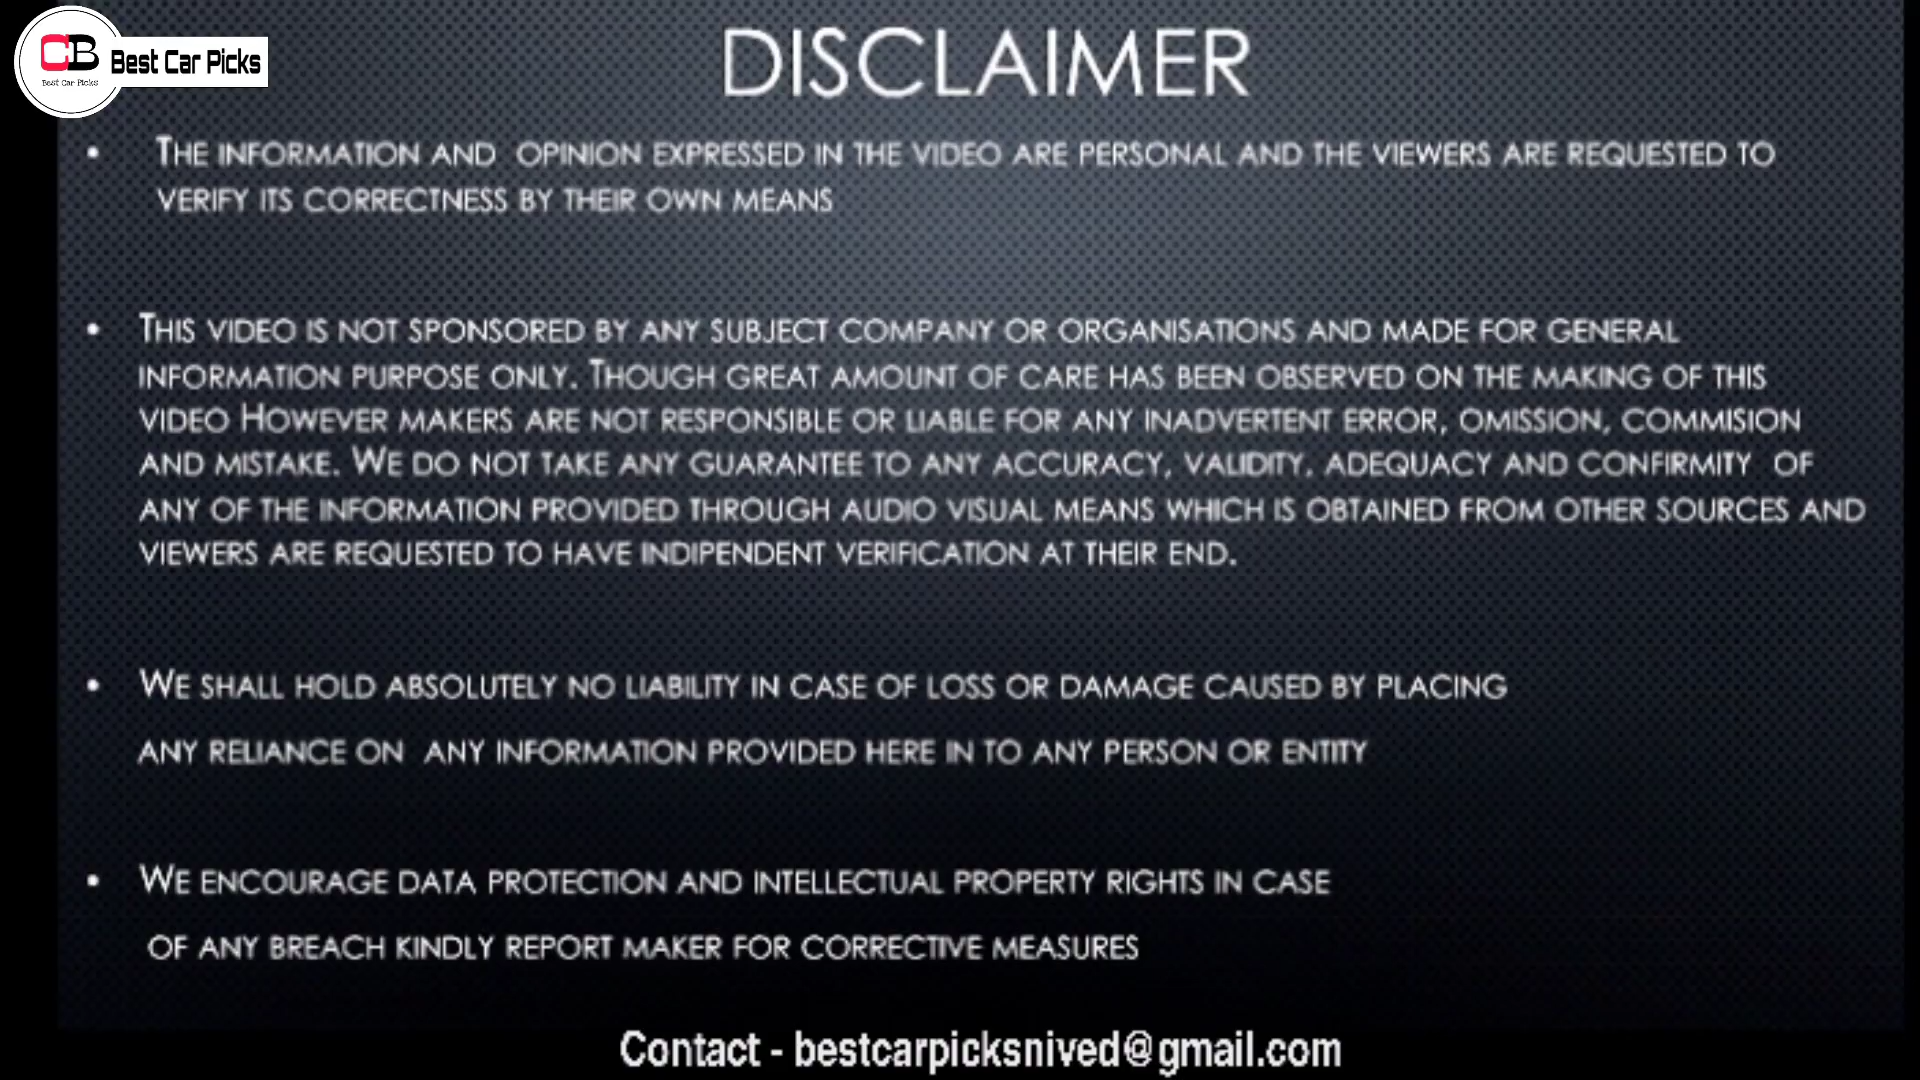 CB
Best Car Picks
Best Car Picks
DISCLAIMER
• THE INFORMATION AND OPINION EXPRESSED IN THE VIDEO ARE PERSONAL AND THE VIEWERS ARE REQUESTED TO
VERIFY ITS CORRECTNESS BY THEIR OWN MEANS
• THIS VIDEO IS NOT SPONSORED BY ANY SUBJECT COMPANY OR ORGANISATIONS AND MADE FOR GENERAL
INFORMATION PURPOSE ONLY. THOUGH GREAT AMOUNT OF CARE HAS BEEN OBSERVED ON THE MAKING OF THIS
VIDEO HOWEVER MAKERS ARE NOT RESPONSIBLE OR LIABLE FOR ANY INADVERTENT ERROR, OMISSION, COMMISION
AND MISTAKE. WE DO NOT TAKE ANY GUARANTEE TO ANY ACCURACY, VALIDITY, ADEQUACY AND CONFIRMITY OF
ANY OF THE INFORMATION PROVIDED THROUGH AUDIO VISUAL MEANS WHICH IS OBTAINED FROM OTHER SOURCES AND
VIEWERS ARE REQUESTED TO HAVE INDIPENDENT VERIFICATION AT THEIR END.
• WE SHALL HOLD ABSOLUTELY NO LIABILITY IN CASE OF LOSS OR DAMAGE CAUSED BY PLACING
ANY RELIANCE ON ANY INFORMATION PROVIDED HERE IN TO ANY PERSON OR ENTITY
• WE ENCOURAGE DATA PROTECTION AND INTELLECTUAL PROPERTY RIGHTS IN CASE
OF ANY BREACH KINDLY REPORT MAKER FOR CORRECTIVE MEASURES
Contact - bestcarpicksnived@gmail.com